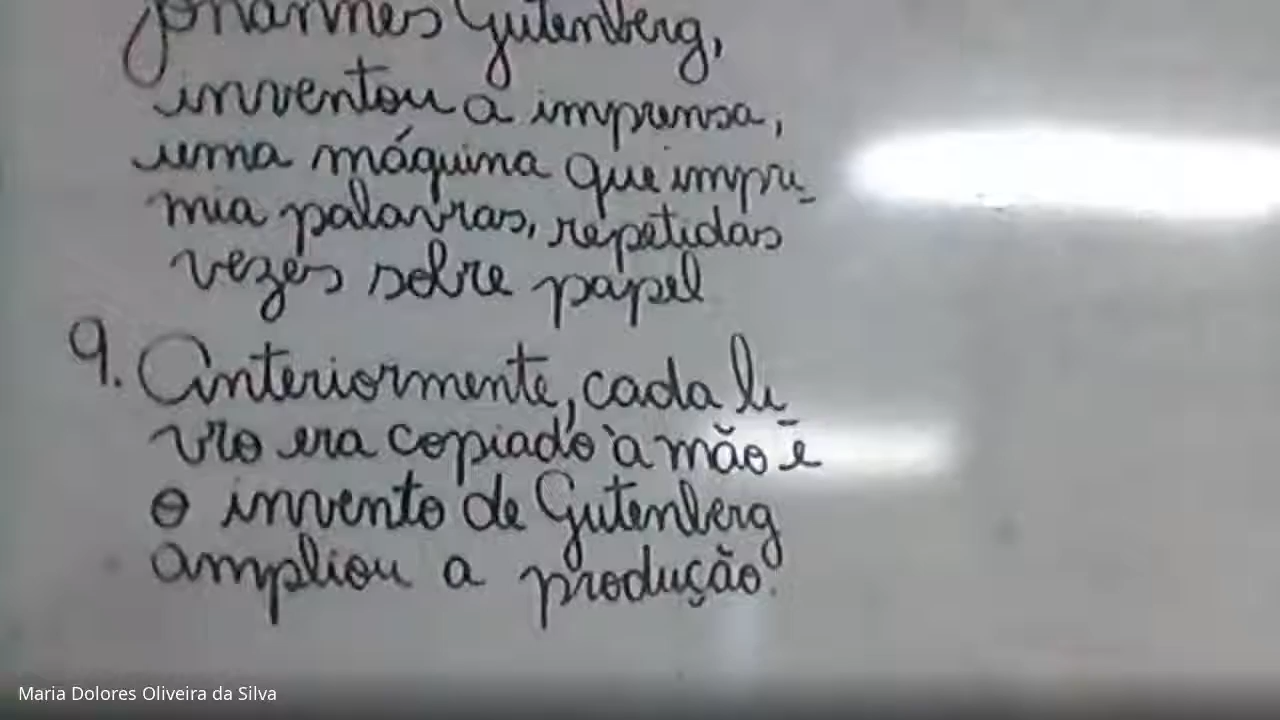 Johannes Gutenberg,
inventou a imprensa,
uma máquina que impri-
mia palavras, repetidas
vezes sobre papel
9. Anteriormente, cada li-
vro era copiado à mão e
o invento de Gutenberg
ampliou a produção.
Maria Dolores Oliveira da Silva